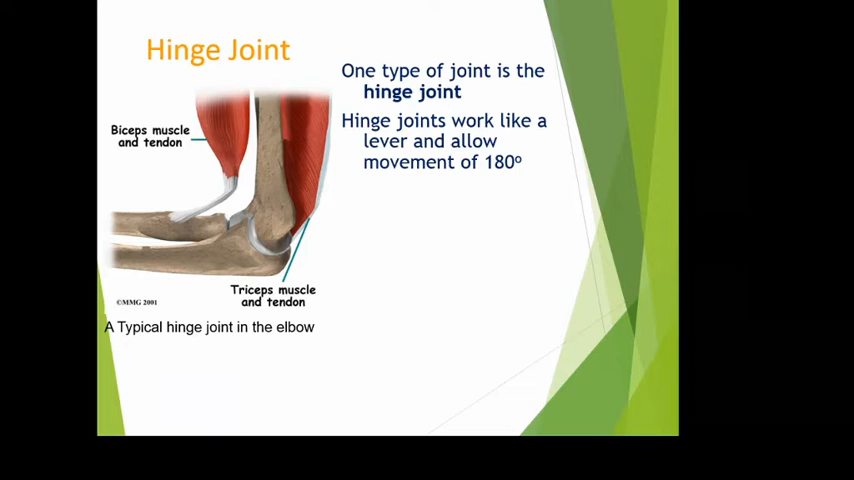 Hinge Joint
One type of joint is the
hinge joint
Hinge joints work like a
lever and allow
movement of 180º
Biceps muscle
and tendon
Triceps muscle
and tendon
©MMG 2001
A Typical hinge joint in the elbow